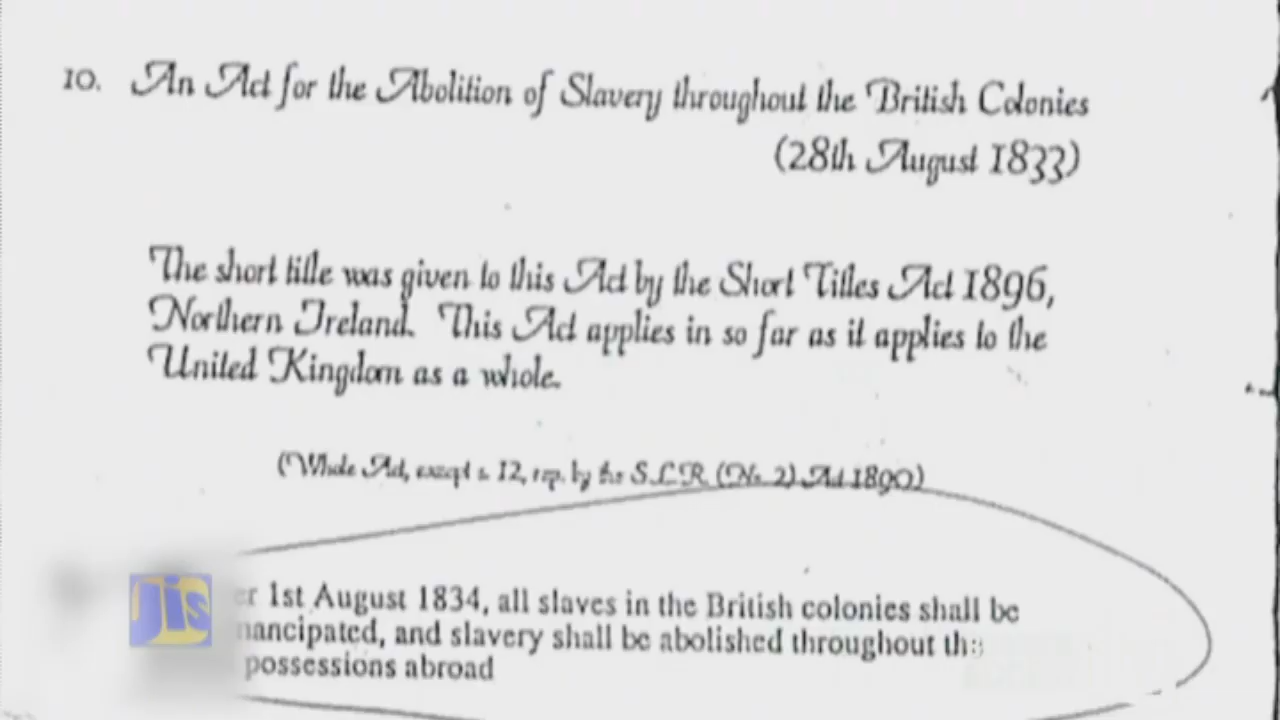 10. An Act for the Abolition of Slavery throughout the British Colonies
(28th August 1833)
The short title was given to this Act by the Short Titles Act 1896,
Northern Ireland. This Act applies in so far as it applies to the
United Kingdom as a whole.
(Whole Act, except s. 12, rep. by the S.L.R. (No. 2) Act 1890)
er 1st August 1834, all slaves in the British colonies shall be
mancipated, and slavery shall be abolished throughout the
possessions abroad
JIS